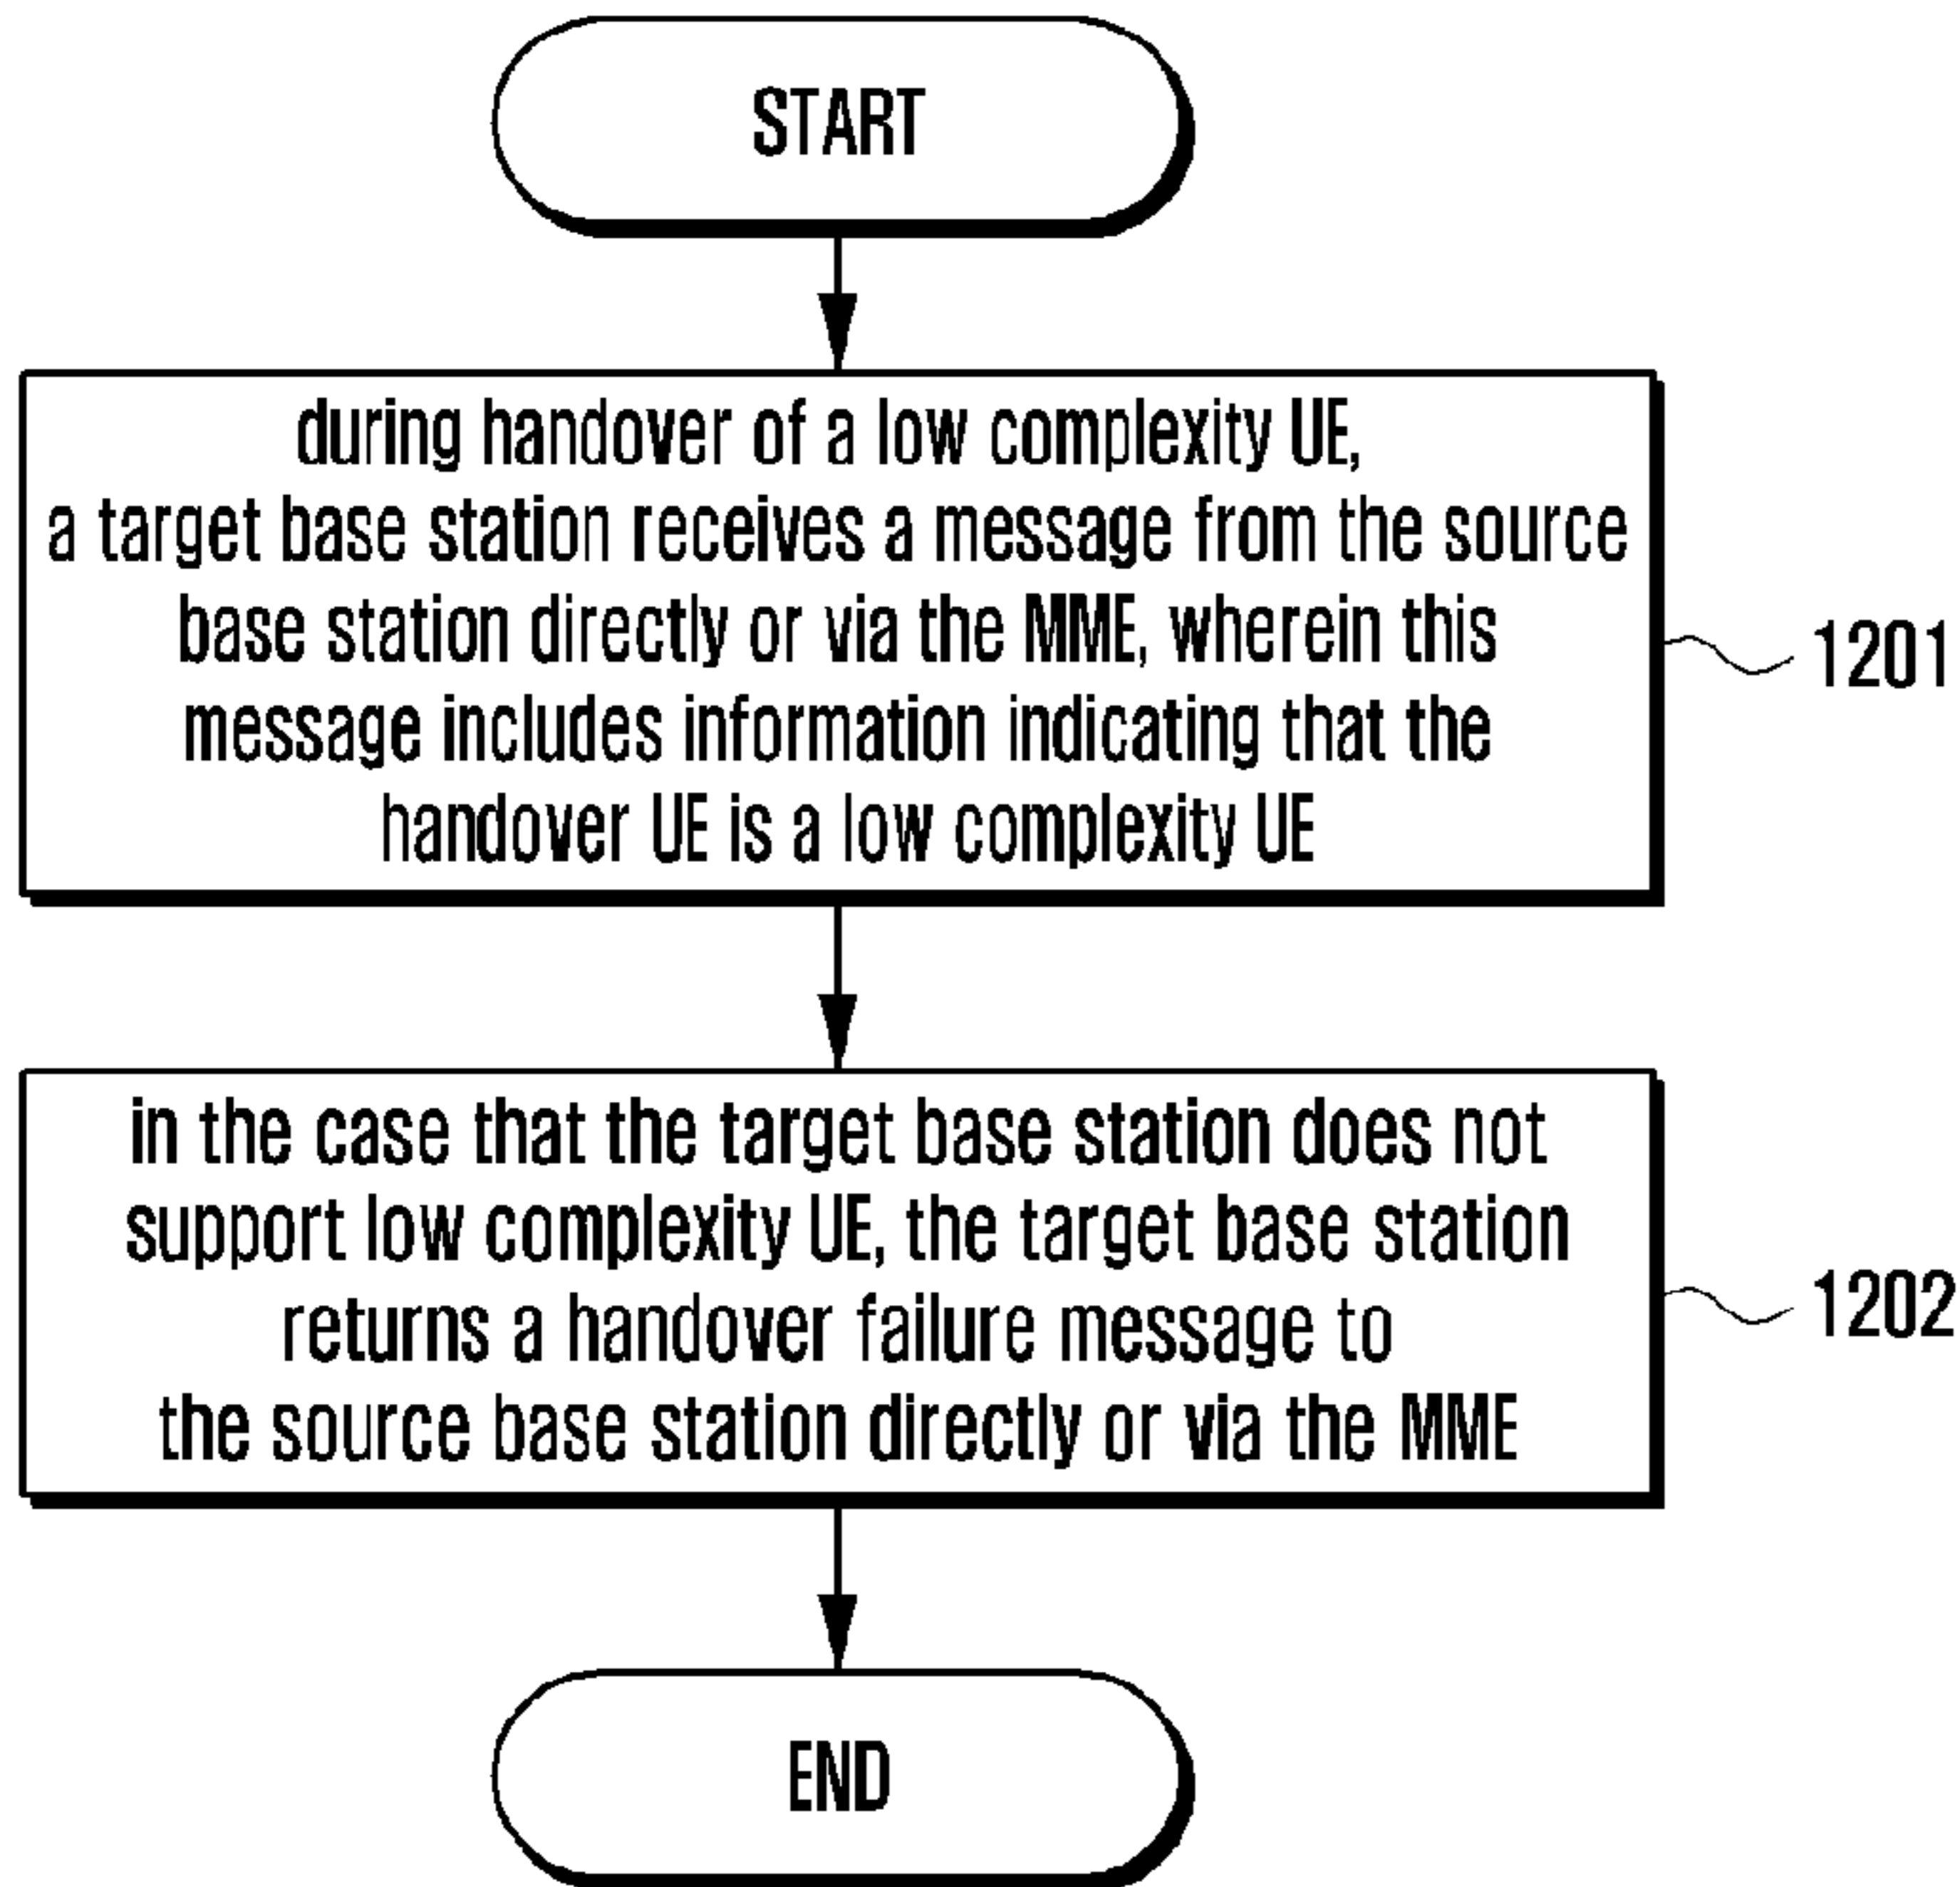 START
during handover of a low complexity UE,
a target base station receives a message from the source
base station directly or via the MME, wherein this
message includes information indicating that the
handover UE is a low complexity UE
1201
in the case that the target base station does not
support low complexity UE, the target base station
returns a handover failure message to
the source base station directly or via the MME
1202
END